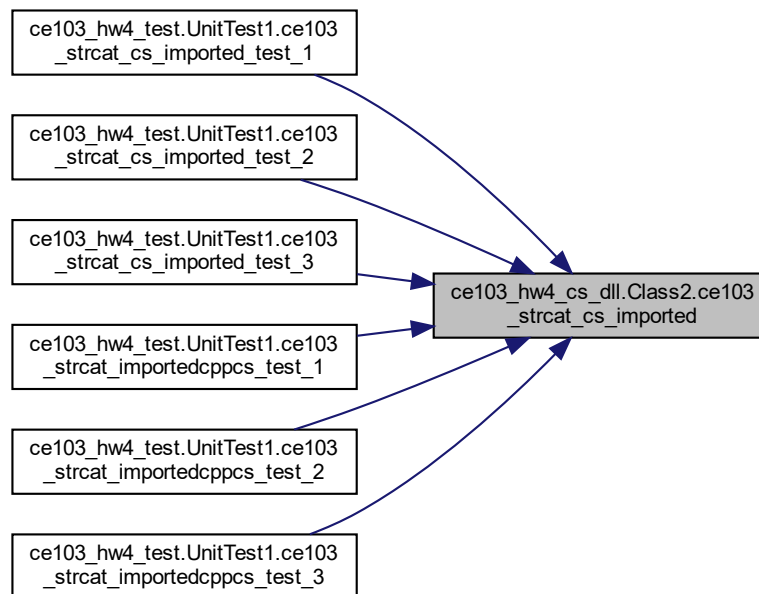 ce103_hw4_test.UnitTest1.ce103
_strcat_cs_imported_test_1
ce103_hw4_test.UnitTest1.ce103
_strcat_cs_imported_test_2
ce103_hw4_test.UnitTest1.ce103
_strcat_cs_imported_test_3
ce103_hw4_cs_dll.Class2.ce103
_strcat_cs_imported
ce103_hw4_test.UnitTest1.ce103
_strcat_importedcppcs_test_1
ce103_hw4_test.UnitTest1.ce103
_strcat_importedcppcs_test_2
ce103_hw4_test.UnitTest1.ce103
_strcat_importedcppcs_test_3